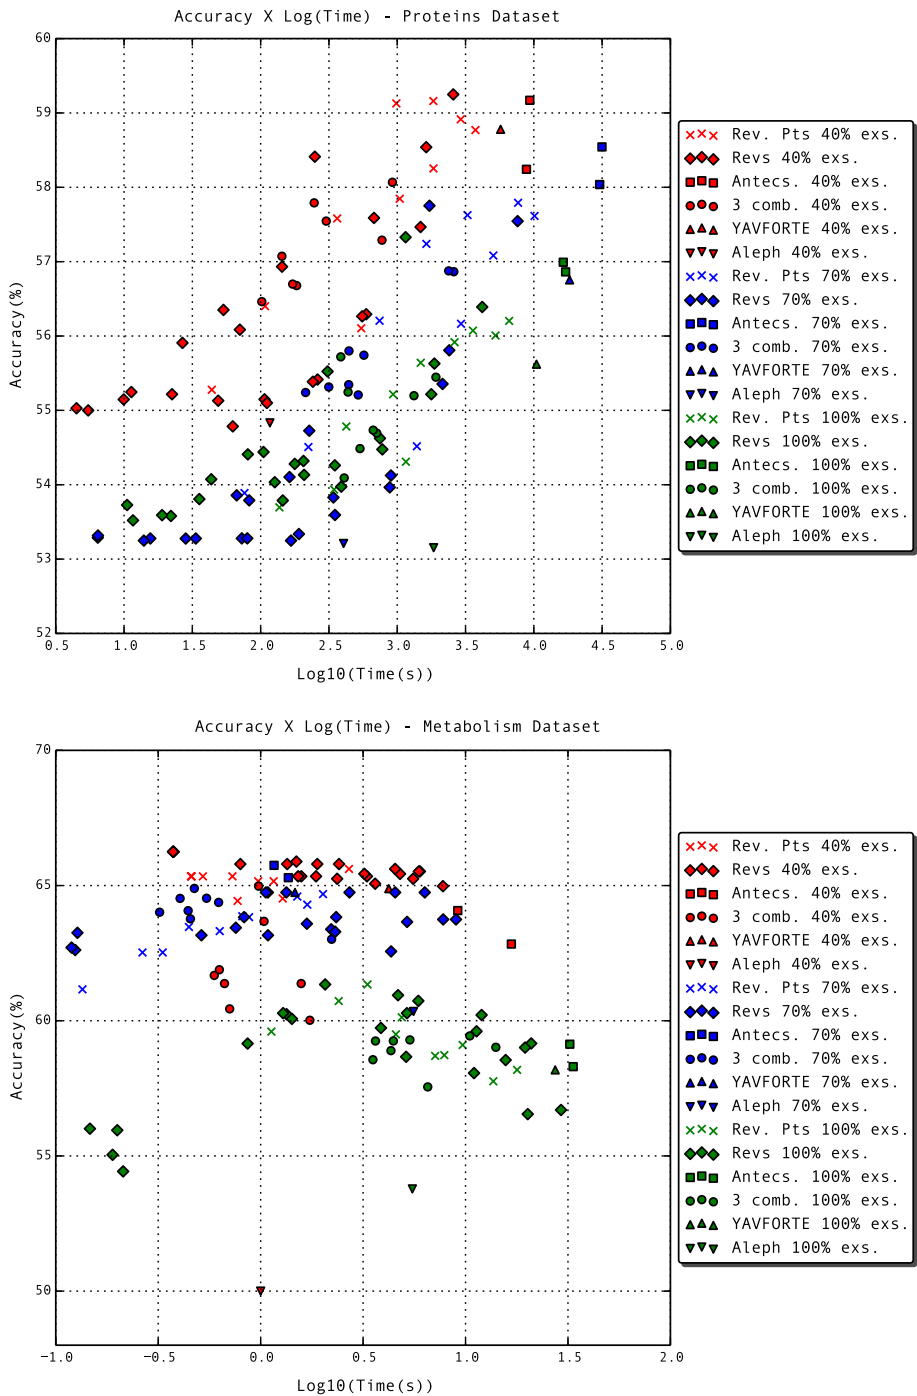 Accuracy X Log(Time) - Proteins Dataset
60
59
58
57
56
55
54
53
52
Accuracy(%)
0.5 1.0 1.5 2.0 2.5 3.0 3.5 4.0 4.5 5.0
Log10(Time(s))
Rev. Pts 40% exs.
Revs 40% exs.
Antecs. 40% exs.
3 comb. 40% exs.
YAVFORTE 40% exs.
Aleph 40% exs.
Rev. Pts 70% exs.
Revs 70% exs.
Antecs. 70% exs.
3 comb. 70% exs.
YAVFORTE 70% exs.
Aleph 70% exs.
Rev. Pts 100% exs.
Revs 100% exs.
Antecs. 100% exs.
3 comb. 100% exs.
YAVFORTE 100% exs.
Aleph 100% exs.
Accuracy X Log(Time) - Metabolism Dataset
70
65
60
55
50
Accuracy(%)
−1.0 −0.5 0.0 0.5 1.0 1.5 2.0
Log10(Time(s))
Rev. Pts 40% exs.
Revs 40% exs.
Antecs. 40% exs.
3 comb. 40% exs.
YAVFORTE 40% exs.
Aleph 40% exs.
Rev. Pts 70% exs.
Revs 70% exs.
Antecs. 70% exs.
3 comb. 70% exs.
YAVFORTE 70% exs.
Aleph 70% exs.
Rev. Pts 100% exs.
Revs 100% exs.
Antecs. 100% exs.
3 comb. 100% exs.
YAVFORTE 100% exs.
Aleph 100% exs.